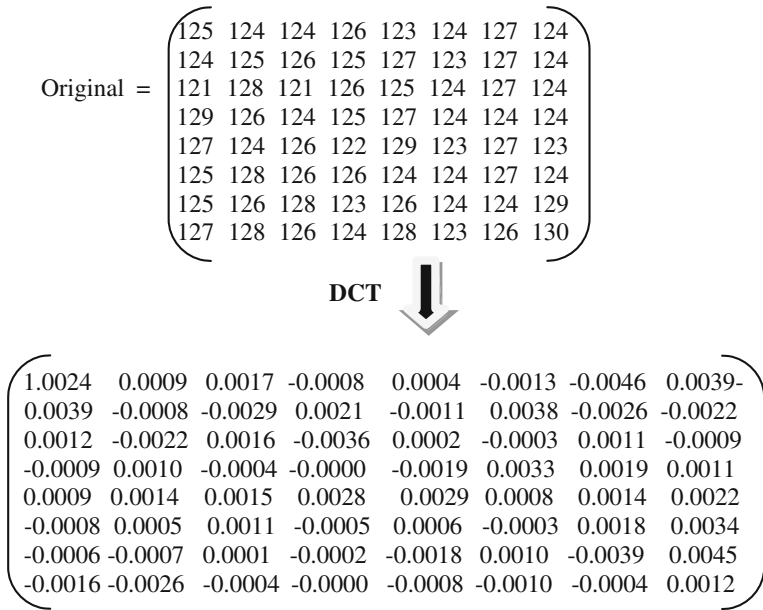 125 124 124 126 123 124 127 124
124 125 126 125 127 123 127 124
Original = 121 128 121 126 125 124 127 124
129 126 124 125 127 124 124 124
127 124 126 122 129 123 127 123
125 128 126 126 124 124 127 124
125 126 128 123 126 124 124 129
127 128 126 124 128 123 126 130
DCT
1.0024 0.0009 0.0017 -0.0008 0.0004 -0.0013 -0.0046 0.0039-
0.0039 -0.0008 -0.0029 0.0021 -0.0011 0.0038 -0.0026 -0.0022
0.0012 -0.0022 0.0016 -0.0036 0.0002 -0.0003 0.0011 -0.0009
-0.0009 0.0010 -0.0004 -0.0000 -0.0019 0.0033 0.0019 0.0011
0.0009 0.0014 0.0015 0.0028 0.0029 0.0008 0.0014 0.0022
-0.0008 0.0005 0.0011 -0.0005 0.0006 -0.0003 0.0018 0.0034
-0.0006 -0.0007 0.0001 -0.0002 -0.0018 0.0010 -0.0039 0.0045
-0.0016 -0.0026 -0.0004 -0.0000 -0.0008 -0.0010 -0.0004 0.0012